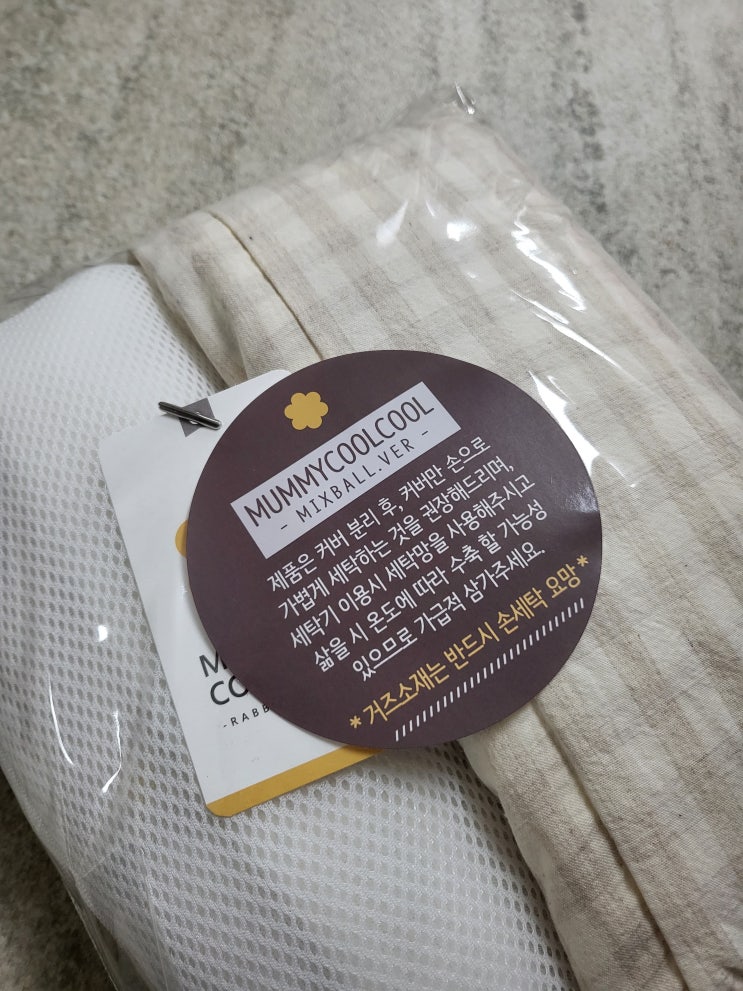 MUMMYCOOLCOOL
- MIXBALL.VER -
제품은 커버 분리 후, 커버만 손으로
가볍게 세탁하는 것을 권장해드리며,
세탁기 이용시 세탁망을 사용해주시고
삶을 시 온도에 따라 수축 할 가능성
있으므로 가급적 삼가주세요.
*거즈소재는 반드시 손세탁 요망*
M
CO
-RABB